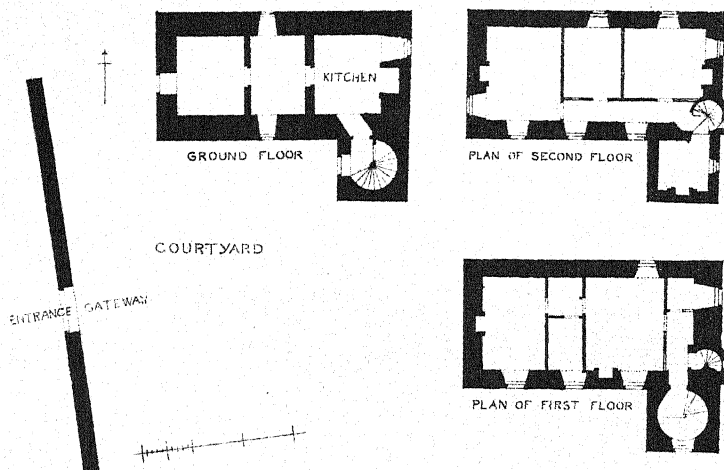 KITCHEN
GROUND FLOOR
PLAN OF SECOND FLOOR
COURTYARD
ENTRANCE GATEWAY
PLAN OF FIRST FLOOR